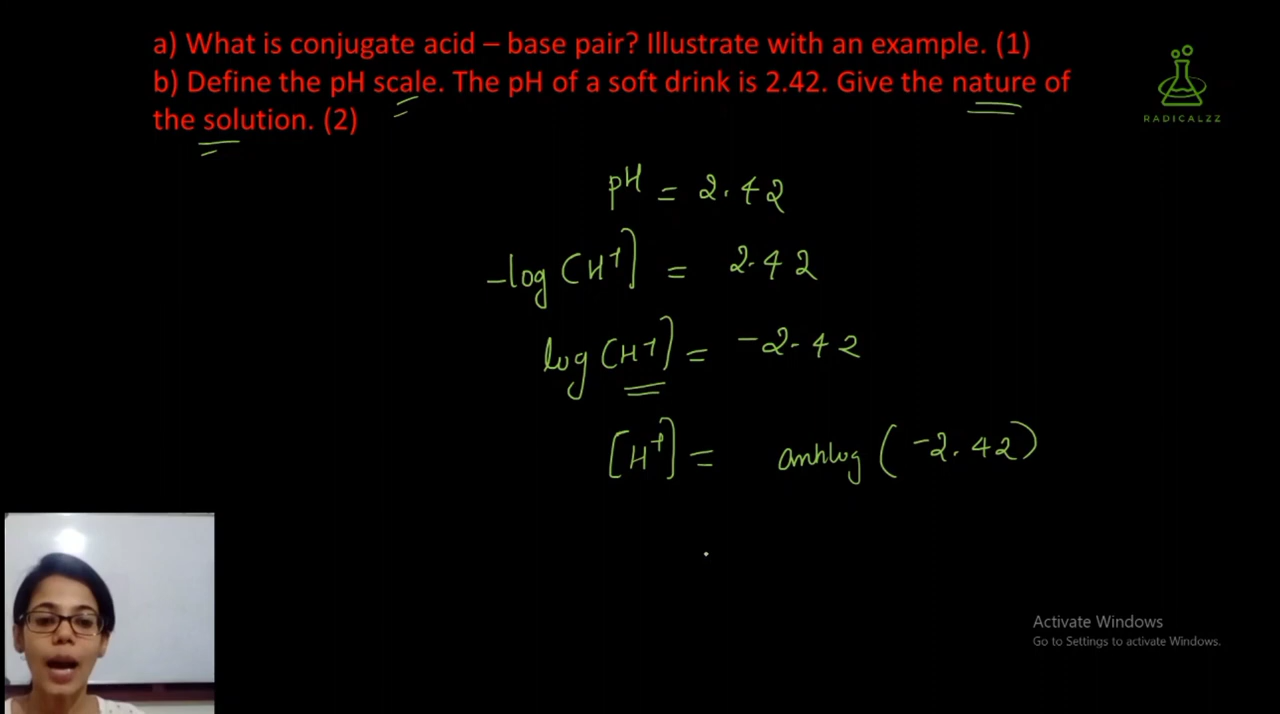 a) What is conjugate acid – base pair? Illustrate with an example. (1)
b) Define the pH scale. The pH of a soft drink is 2.42. Give the nature of
the solution. (2)
RADICALZZ
pH = 2.42
-log [H+] = 2.42
log [H+] = -2.42
[H+] = antilog (-2.42)
Activate Windows
Go to Settings to activate Windows.